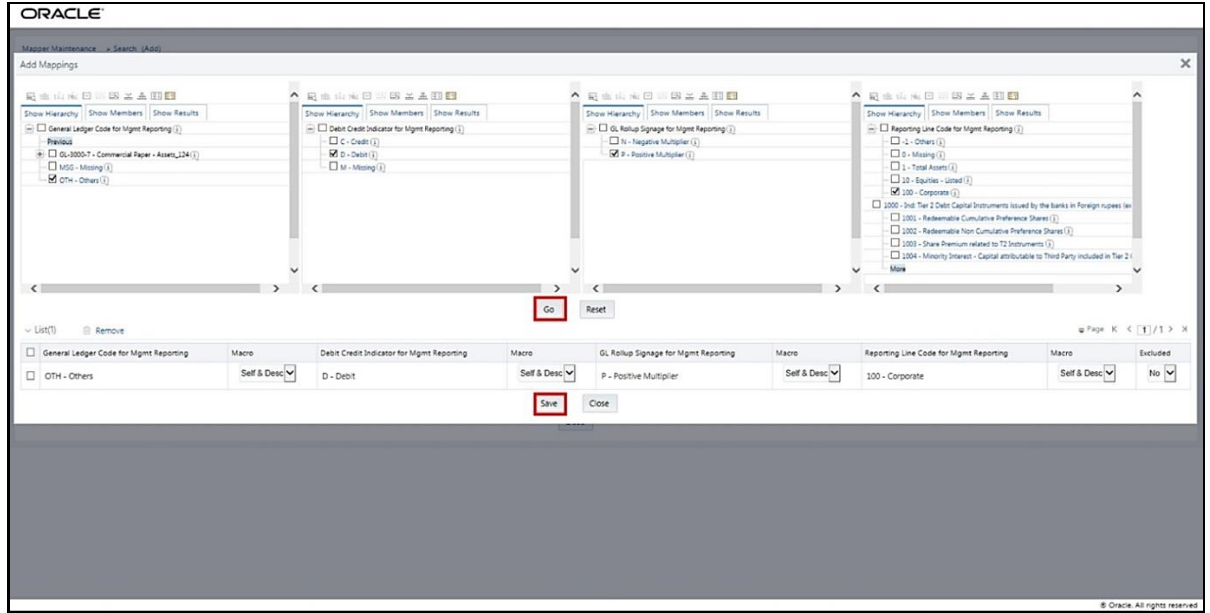 ORACLE
Mapper Maintenance » Search (Add)
Add Mappings
Show Hierarchy Show Members Show Results
General Ledger Code for Mgmt Reporting
Previous
GL-3000-7 - Commercial Paper - Assets_124
MSG - Missing
OTH - Others
Show Hierarchy Show Members Show Results
Debit Credit Indicator for Mgmt Reporting
C - Credit
D - Debit
M - Missing
Show Hierarchy Show Members Show Results
GL Rollup Signage for Mgmt Reporting
N - Negative Multiplier
P - Positive Multiplier
Show Hierarchy Show Members Show Results
Reporting Line Code for Mgmt Reporting
-1 - Others
0 - Missing
1 - Total Assets
10 - Equities - Listed
100 - Corporate
1000 - Ind: Tier 2 Debt Capital Instruments issued by the banks in Foreign rupees (ex
1001 - Redeemable Cumulative Preference Shares
1002 - Redeemable Non Cumulative Preference Shares
1003 - Share Premium related to T2 Instruments
1004 - Minority Interest - Capital attributable to Third Party included in Tier 2
More
Go Reset
List(1) Remove Page 1 / 1
General Ledger Code for Mgmt Reporting Macro Debit Credit Indicator for Mgmt Reporting Macro GL Rollup Signage for Mgmt Reporting Macro Reporting Line Code for Mgmt Reporting Macro Excluded
OTH - Others Self & Desc D - Debit Self & Desc P - Positive Multiplier Self & Desc 100 - Corporate Self & Desc No
Save Close
© Oracle. All rights reserved